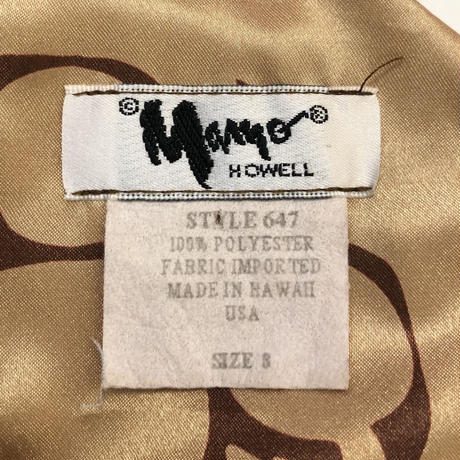 © Mamo ®
HOWELL
STYLE 647
100% POLYESTER
FABRIC IMPORTED
MADE IN HAWAII
USA
SIZE 8